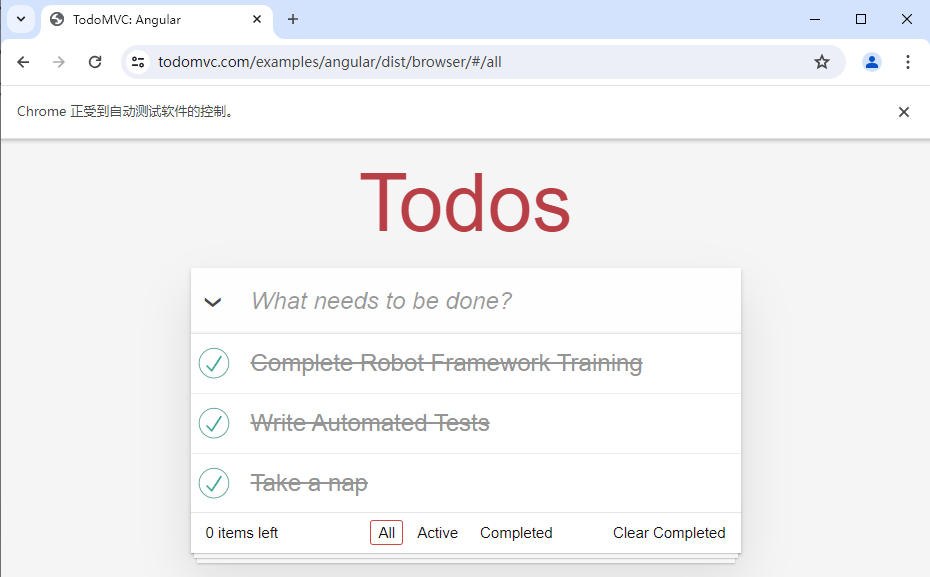 TodoMVC: Angular
todomvc.com/examples/angular/dist/browser/#/all
Chrome 正受到自动测试软件的控制。
Todos
What needs to be done?
Complete Robot Framework Training
Write Automated Tests
Take a nap
0 items left All Active Completed Clear Completed